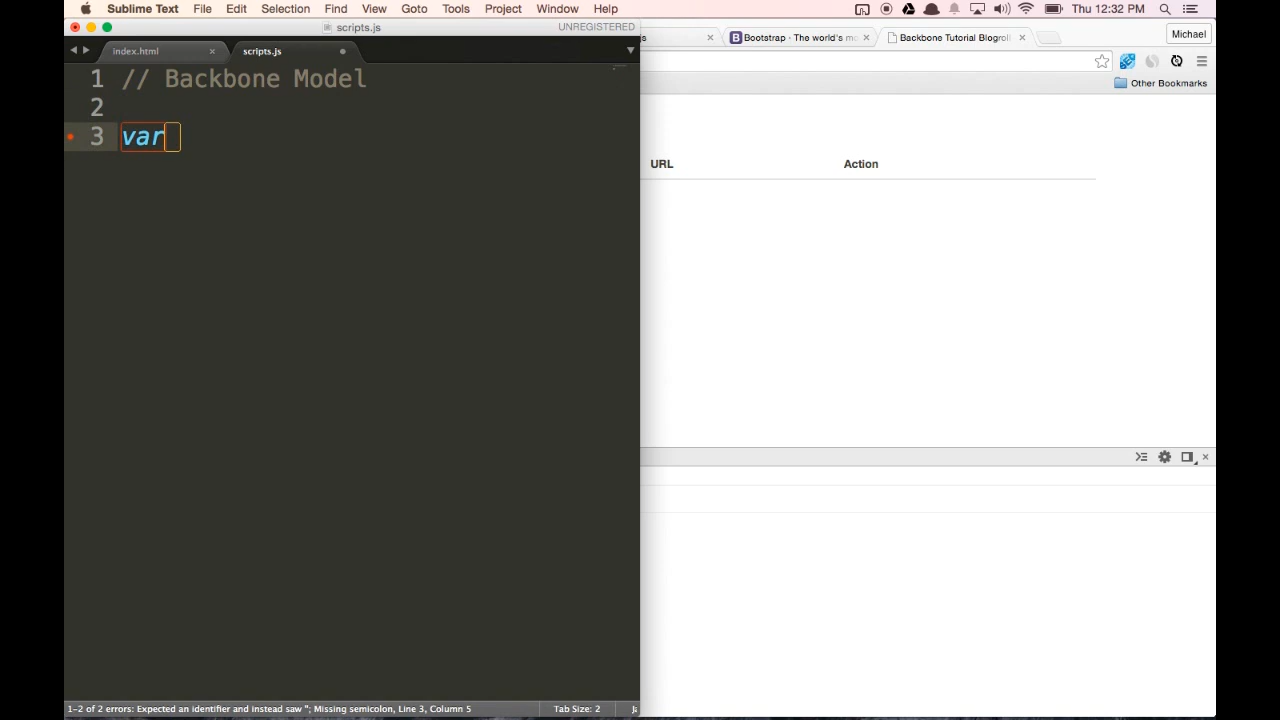 Sublime Text File Edit Selection Find View Goto Tools Project Window Help Thu 12:32 PM
scripts.js UNREGISTERED
index.html × scripts.js
Bootstrap · The world's mo × Backbone Tutorial Blogroll × Michael
Other Bookmarks
1 // Backbone Model
2
3 var
URL Action
1-2 of 2 errors: Expected an identifier and instead saw ''; Missing semicolon, Line 3, Column 5 Tab Size: 2